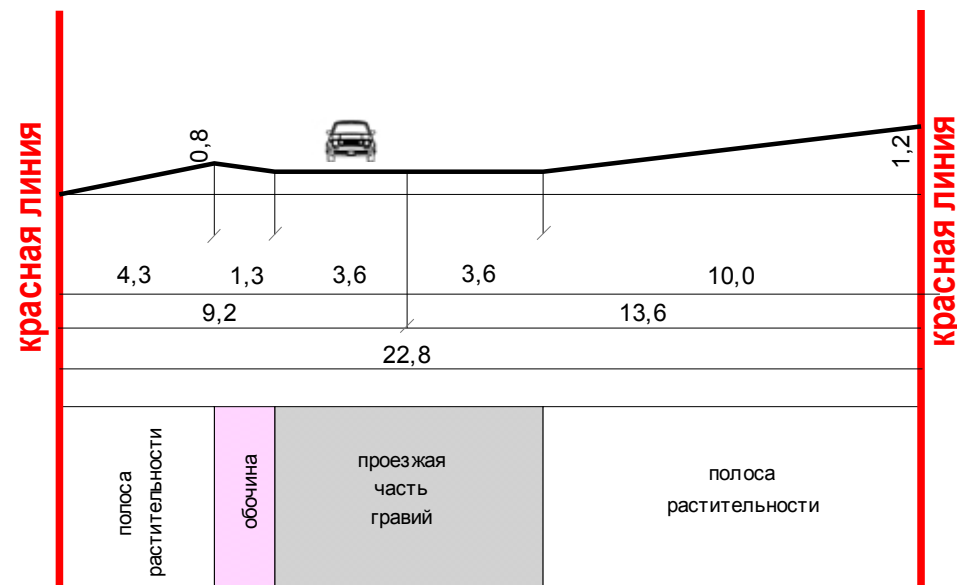 красная линия
0,8
1,2
красная линия
4,3 1,3 3,6 3,6 10,0
9,2 13,6
22,8
полоса
растительности
обочина
проезжая
часть
гравий
полоса
растительности